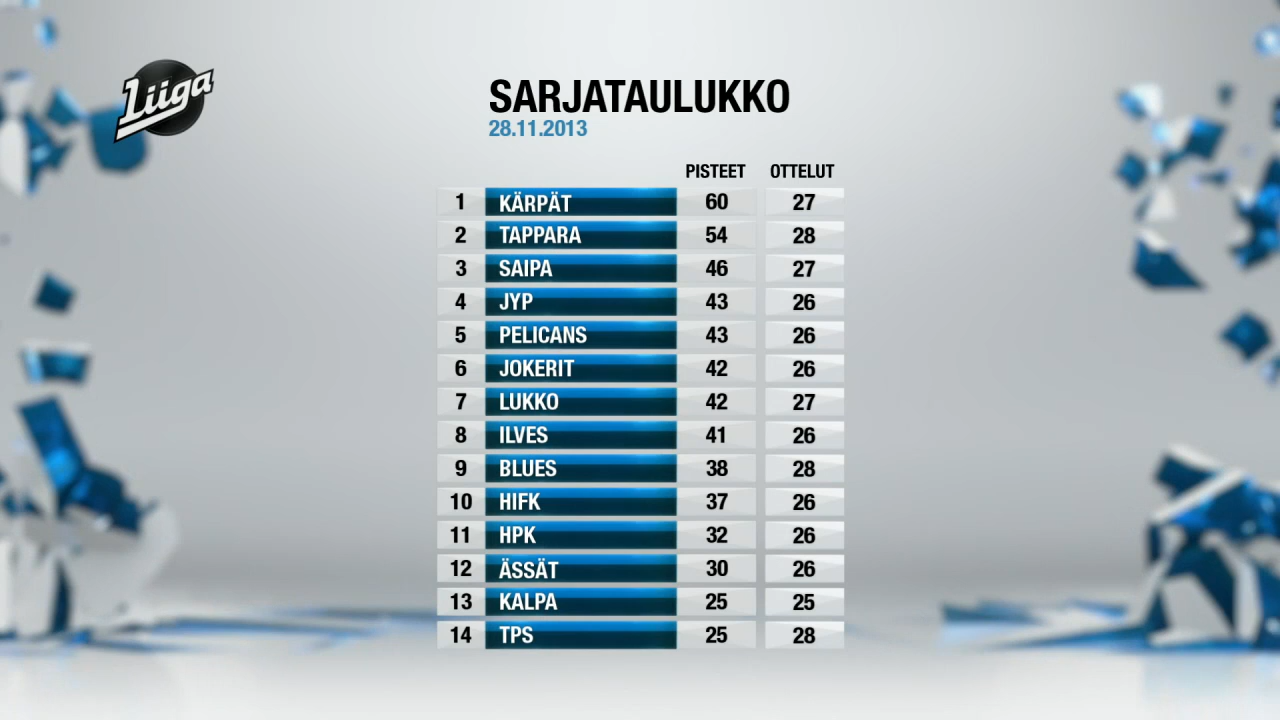 Liiga
SARJATAULUKKO
28.11.2013
PISTEET OTTELUT
1 KÄRPÄT 60 27
2 TAPPARA 54 28
3 SAIPA 46 27
4 JYP 43 26
5 PELICANS 43 26
6 JOKERIT 42 26
7 LUKKO 42 27
8 ILVES 41 26
9 BLUES 38 28
10 HIFK 37 26
11 HPK 32 26
12 ÄSSÄT 30 26
13 KALPA 25 25
14 TPS 25 28